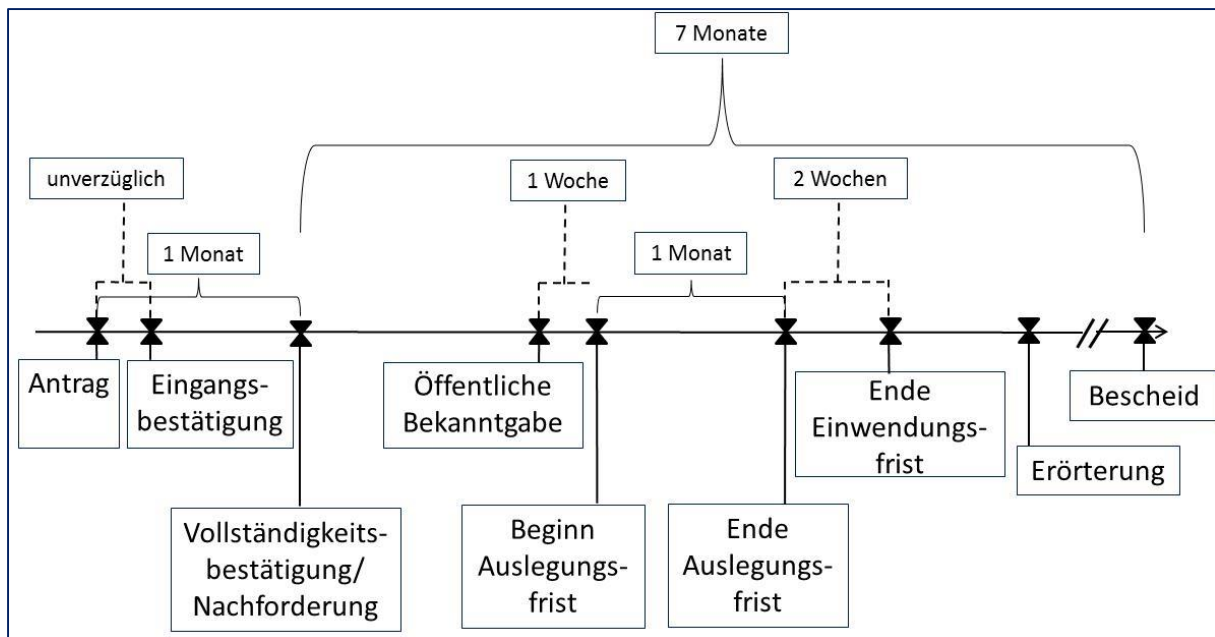 7 Monate
unverzüglich
1 Woche
2 Wochen
1 Monat
1 Monat
Antrag
Eingangs-
bestätigung
Öffentliche
Bekanntgabe
Ende
Einwendungs-
frist
Bescheid
Erörterung
Vollständigkeits-
bestätigung/
Nachforderung
Beginn
Auslegungs-
frist
Ende
Auslegungs-
frist